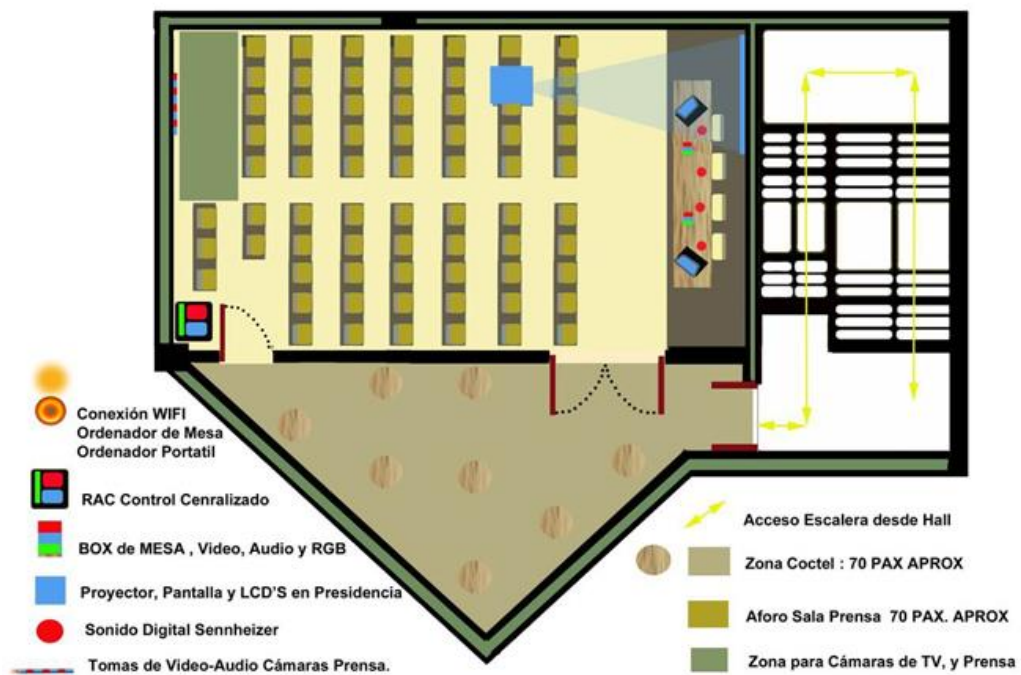 Conexión WIFI
Ordenador de Mesa
Ordenador Portatil
RAC Control Cenralizado
BOX de MESA , Video, Audio y RGB
Proyector, Pantalla y LCD'S en Presidencia
Sonido Digital Sennheizer
Tomas de Video-Audio Cámaras Prensa.
Acceso Escalera desde Hall
Zona Coctel : 70 PAX APROX
Aforo Sala Prensa 70 PAX. APROX
Zona para Cámaras de TV, y Prensa